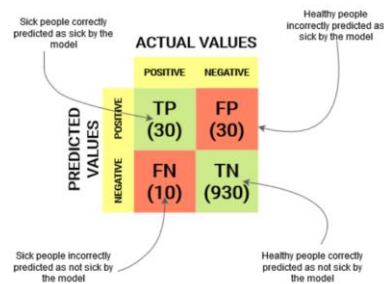 Sick people correctly
predicted as sick by the
model
Healthy people
incorrectly predicted as
sick by the model
ACTUAL VALUES
POSITIVE NEGATIVE
PREDICTED
VALUES
POSITIVE
TP
(30)
FP
(30)
NEGATIVE
FN
(10)
TN
(930)
Sick people incorrectly
predicted as not sick by
the model
Healthy people correctly
predicted as not sick by
the model